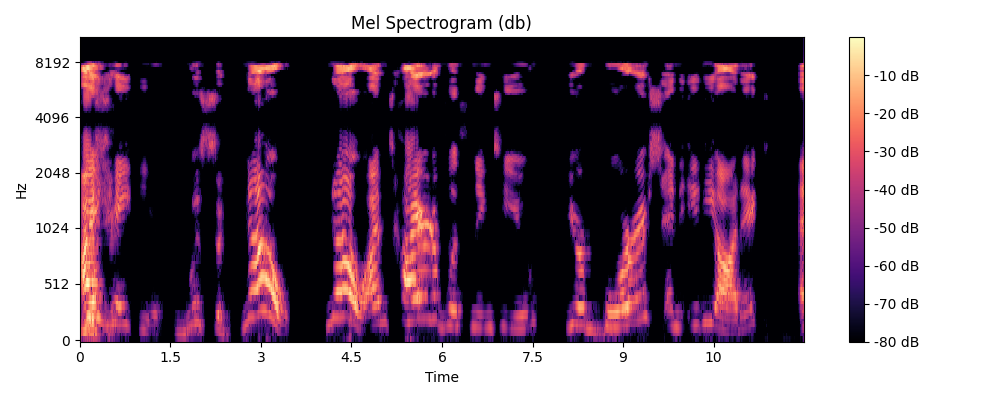 Mel Spectrogram (db)
8192
4096
2048
1024
512
0
Hz
0 1.5 3 4.5 6 7.5 9 10
Time
-10 dB
-20 dB
-30 dB
-40 dB
-50 dB
-60 dB
-70 dB
-80 dB